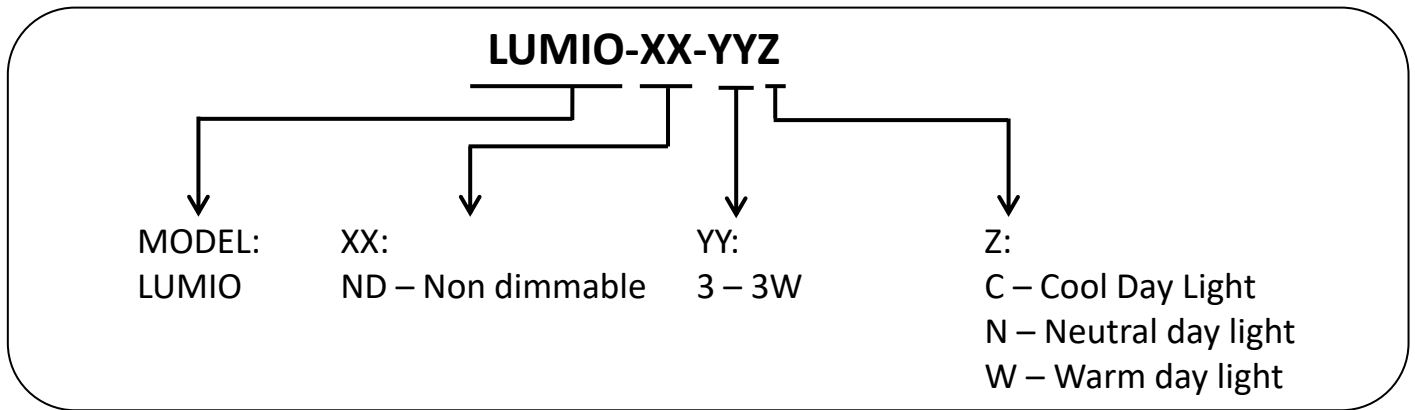 LUMIO-XX-YYZ
MODEL: XX: YY: Z:
LUMIO ND – Non dimmable 3 – 3W C – Cool Day Light
N – Neutral day light
W – Warm day light